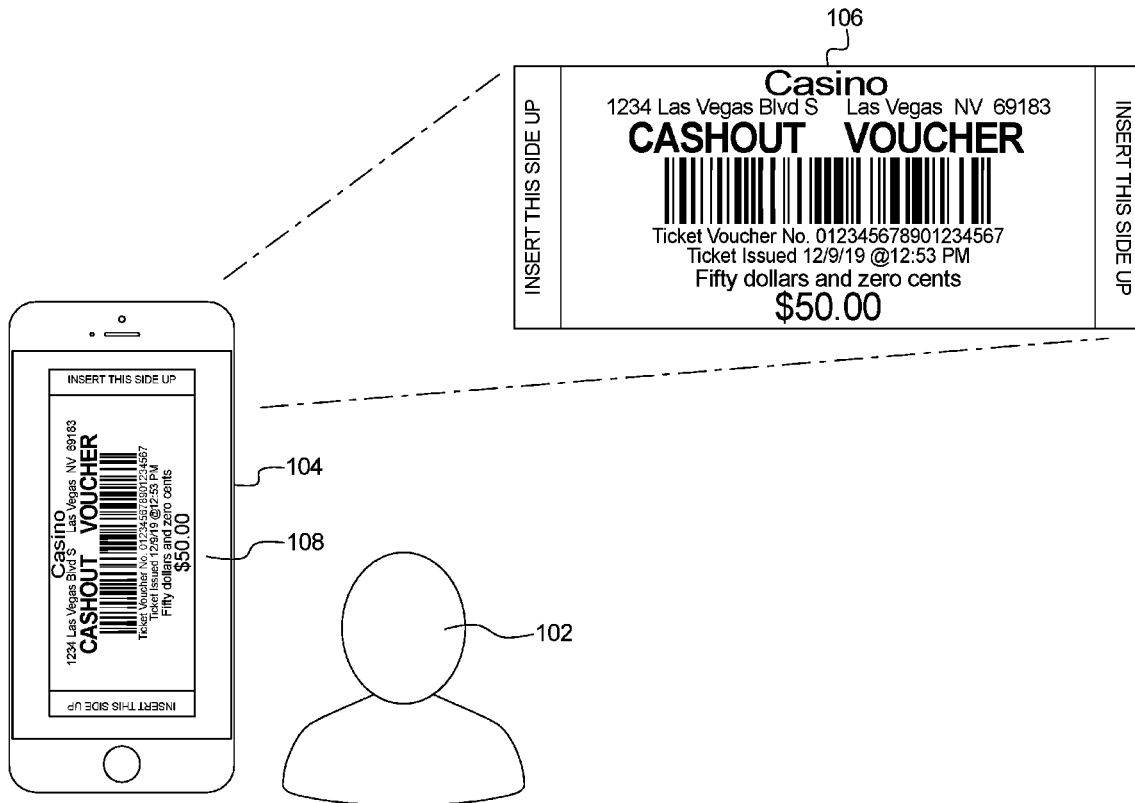 106
Casino
1234 Las Vegas Blvd S Las Vegas NV 69183
CASHOUT VOUCHER
Ticket Voucher No. 012345678901234567
Ticket Issued 12/9/19 @12:53 PM
Fifty dollars and zero cents
$50.00
INSERT THIS SIDE UP
INSERT THIS SIDE UP
INSERT THIS SIDE UP
Casino
1234 Las Vegas Blvd S Las Vegas NV 69183
CASHOUT VOUCHER
Ticket Voucher No. 012345678901234567
Ticket Issued 12/9/19 @12:53 PM
Fifty dollars and zero cents
$50.00
INSERT THIS SIDE UP
104
108
102